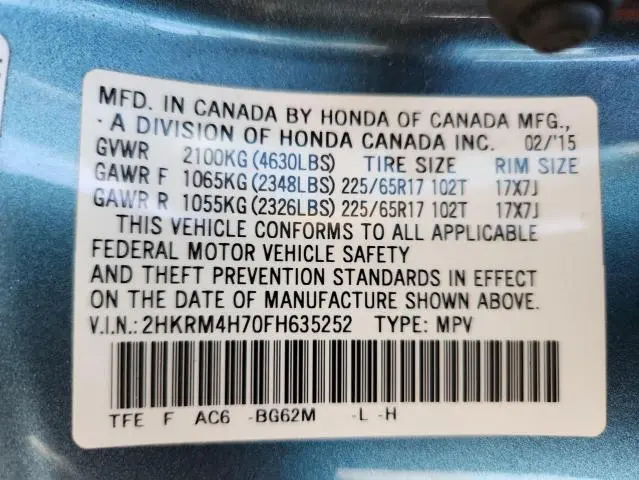 MFD. IN CANADA BY HONDA OF CANADA MFG.,
A DIVISION OF HONDA CANADA INC. 02/'15
GVWR 2100KG (4630LBS) TIRE SIZE RIM SIZE
GAWR F 1065KG (2348LBS) 225/65R17 102T 17X7J
GAWR R 1055KG (2326LBS) 225/65R17 102T 17X7J
THIS VEHICLE CONFORMS TO ALL APPLICABLE
FEDERAL MOTOR VEHICLE SAFETY
AND THEFT PREVENTION STANDARDS IN EFFECT
ON THE DATE OF MANUFACTURE SHOWN ABOVE.
V.I.N.: 2HKRM4H70FH635252 TYPE: MPV
TFE F AC6 -BG62M -L -H